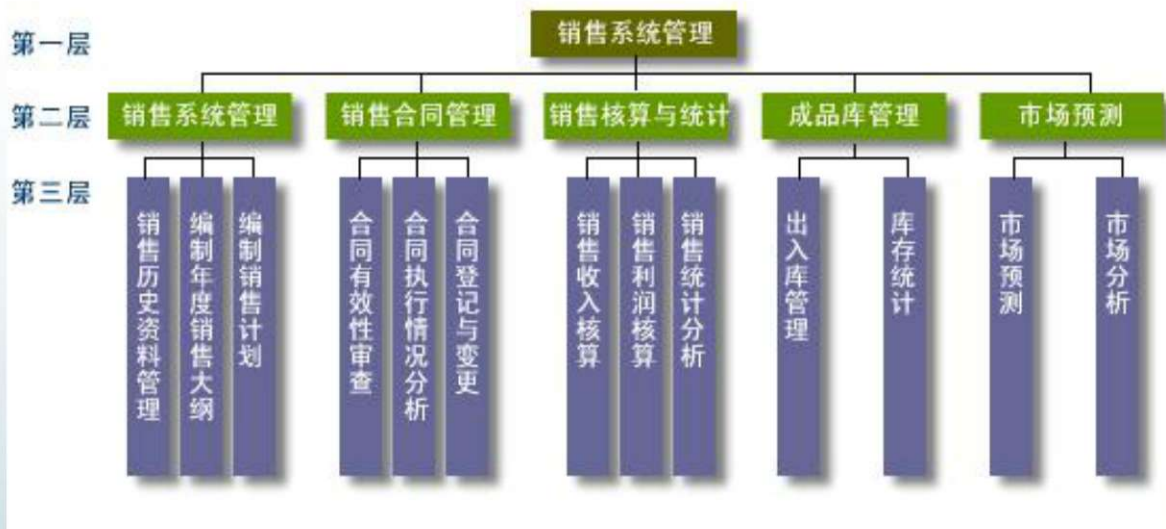 第一层
销售系统管理
第二层
销售系统管理
销售合同管理
销售核算与统计
成品库管理
市场预测
第三层
销售历史资料管理
编制年度销售大纲
编制销售计划
合同有效性审查
合同执行情况分析
合同登记与变更
销售收入核算
销售利润核算
销售统计分析
出入库管理
库存统计
市场预测
市场分析